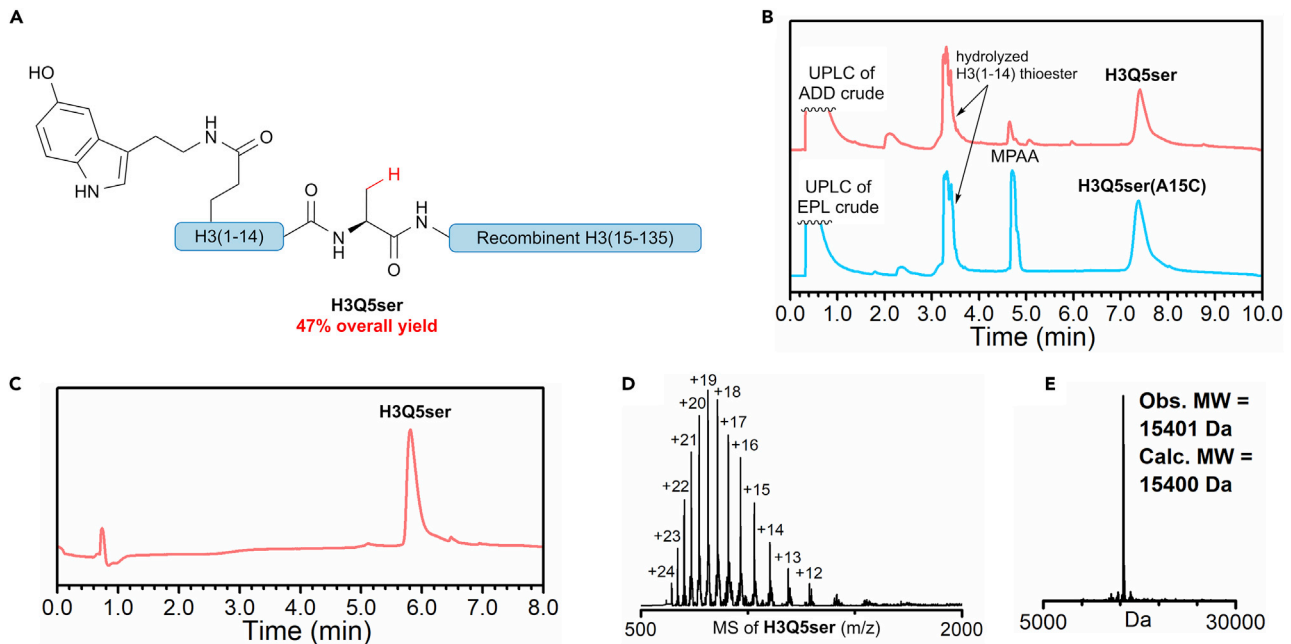 A
HO
HN
H
N
O
H3(1-14)
O
N
H
H
O
H
N
Recombinent H3(15-135)
H3Q5ser
47% overall yield
B
UPLC of
ADD crude
hydrolyzed
H3(1-14) thioester
H3Q5ser
MPAA
UPLC of
EPL crude
H3Q5ser(A15C)
0.0 1.0 2.0 3.0 4.0 5.0 6.0 7.0 8.0 9.0 10.0
Time (min)
C
H3Q5ser
0.0 1.0 2.0 3.0 4.0 5.0 6.0 7.0 8.0
Time (min)
D
+19
+18
+20
+17
+21
+16
+22
+15
+14
+23
+13
+24
+12
500 2000
MS of H3Q5ser (m/z)
E
Obs. MW =
15401 Da
Calc. MW =
15400 Da
5000 Da 30000